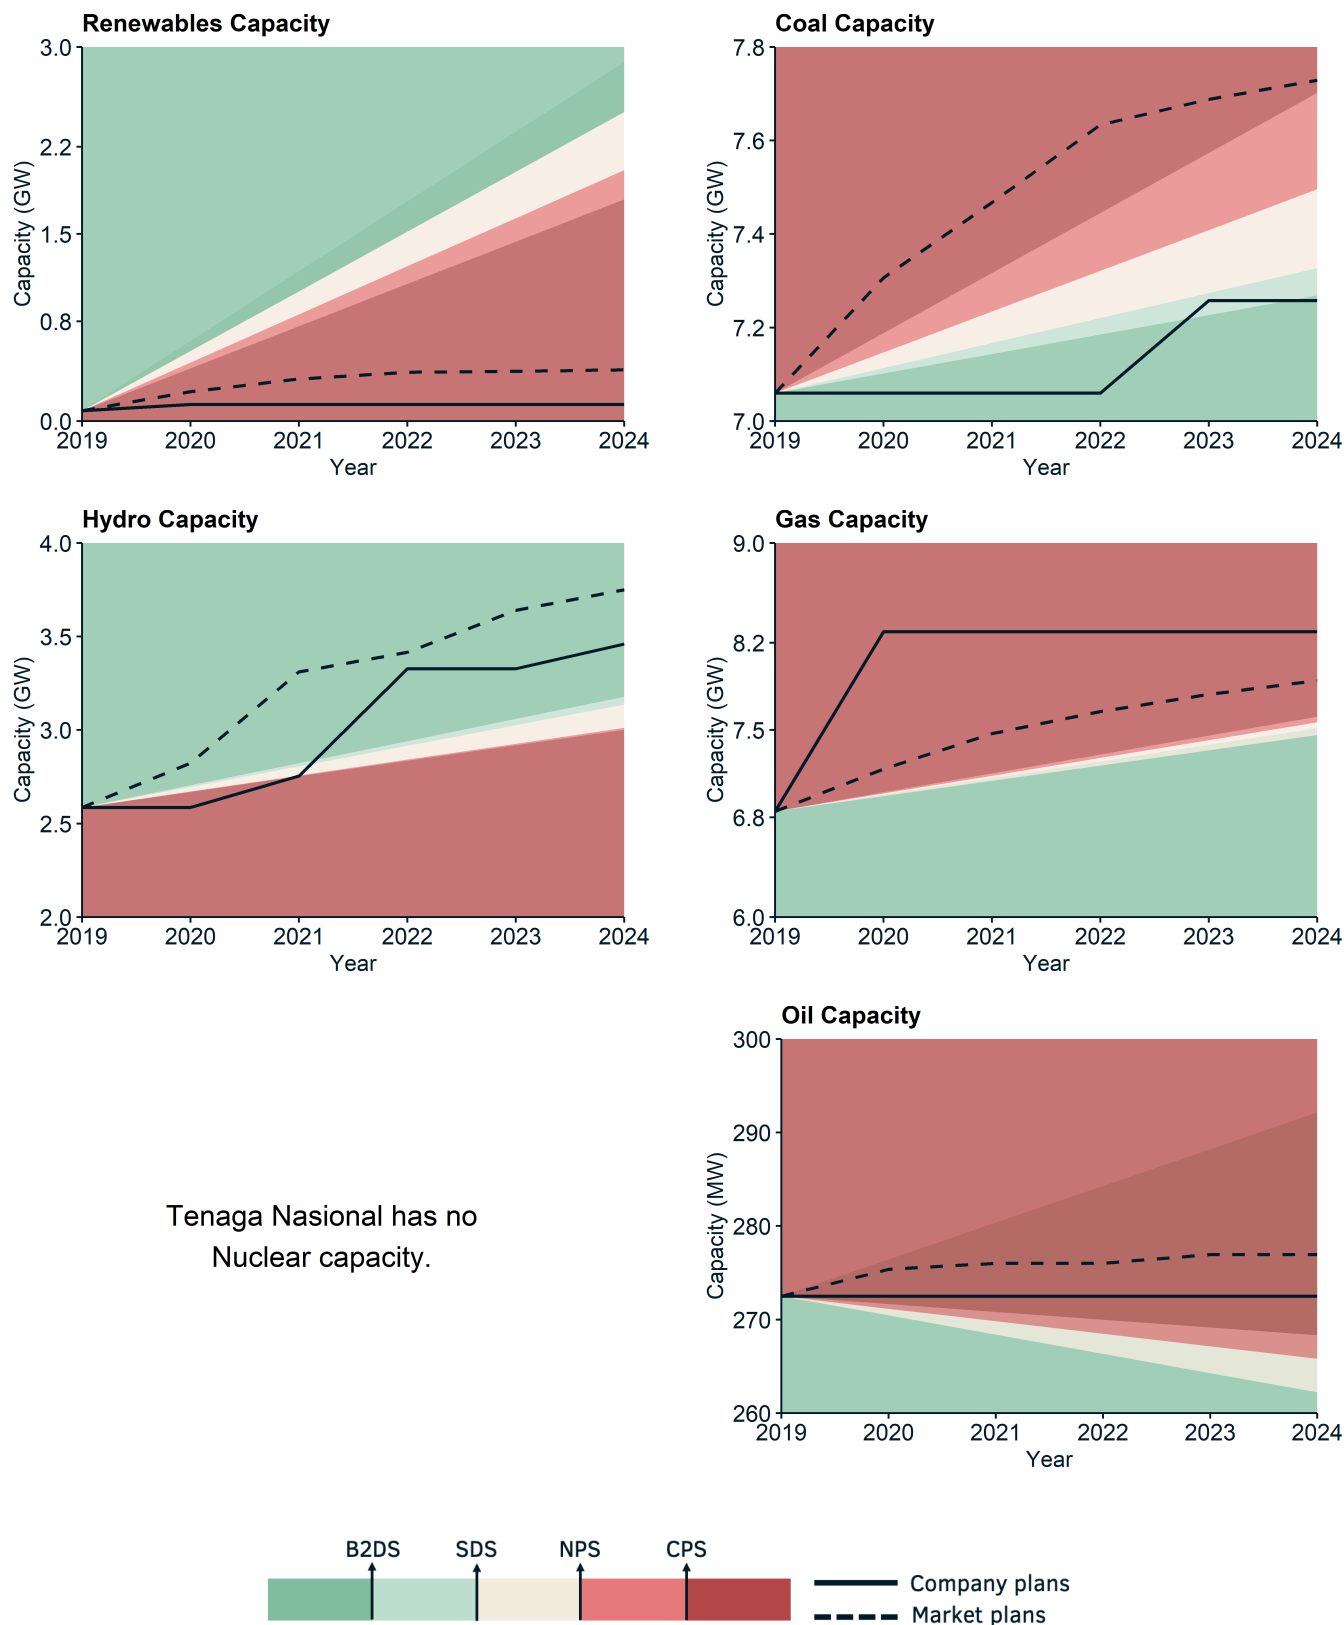 Renewables Capacity
Capacity (GW)
3.0
2.2
1.5
0.8
0.0
2019 2020 2021 2022 2023 2024
Year
Coal Capacity
Capacity (GW)
7.8
7.6
7.4
7.2
7.0
2019 2020 2021 2022 2023 2024
Year
Hydro Capacity
Capacity (GW)
4.0
3.5
3.0
2.5
2.0
2019 2020 2021 2022 2023 2024
Year
Gas Capacity
Capacity (GW)
9.0
8.2
7.5
6.8
6.0
2019 2020 2021 2022 2023 2024
Year
Tenaga Nasional has no
Nuclear capacity.
Oil Capacity
Capacity (MW)
300
290
280
270
260
2019 2020 2021 2022 2023 2024
Year
B2DS SDS NPS CPS
Company plans
Market plans